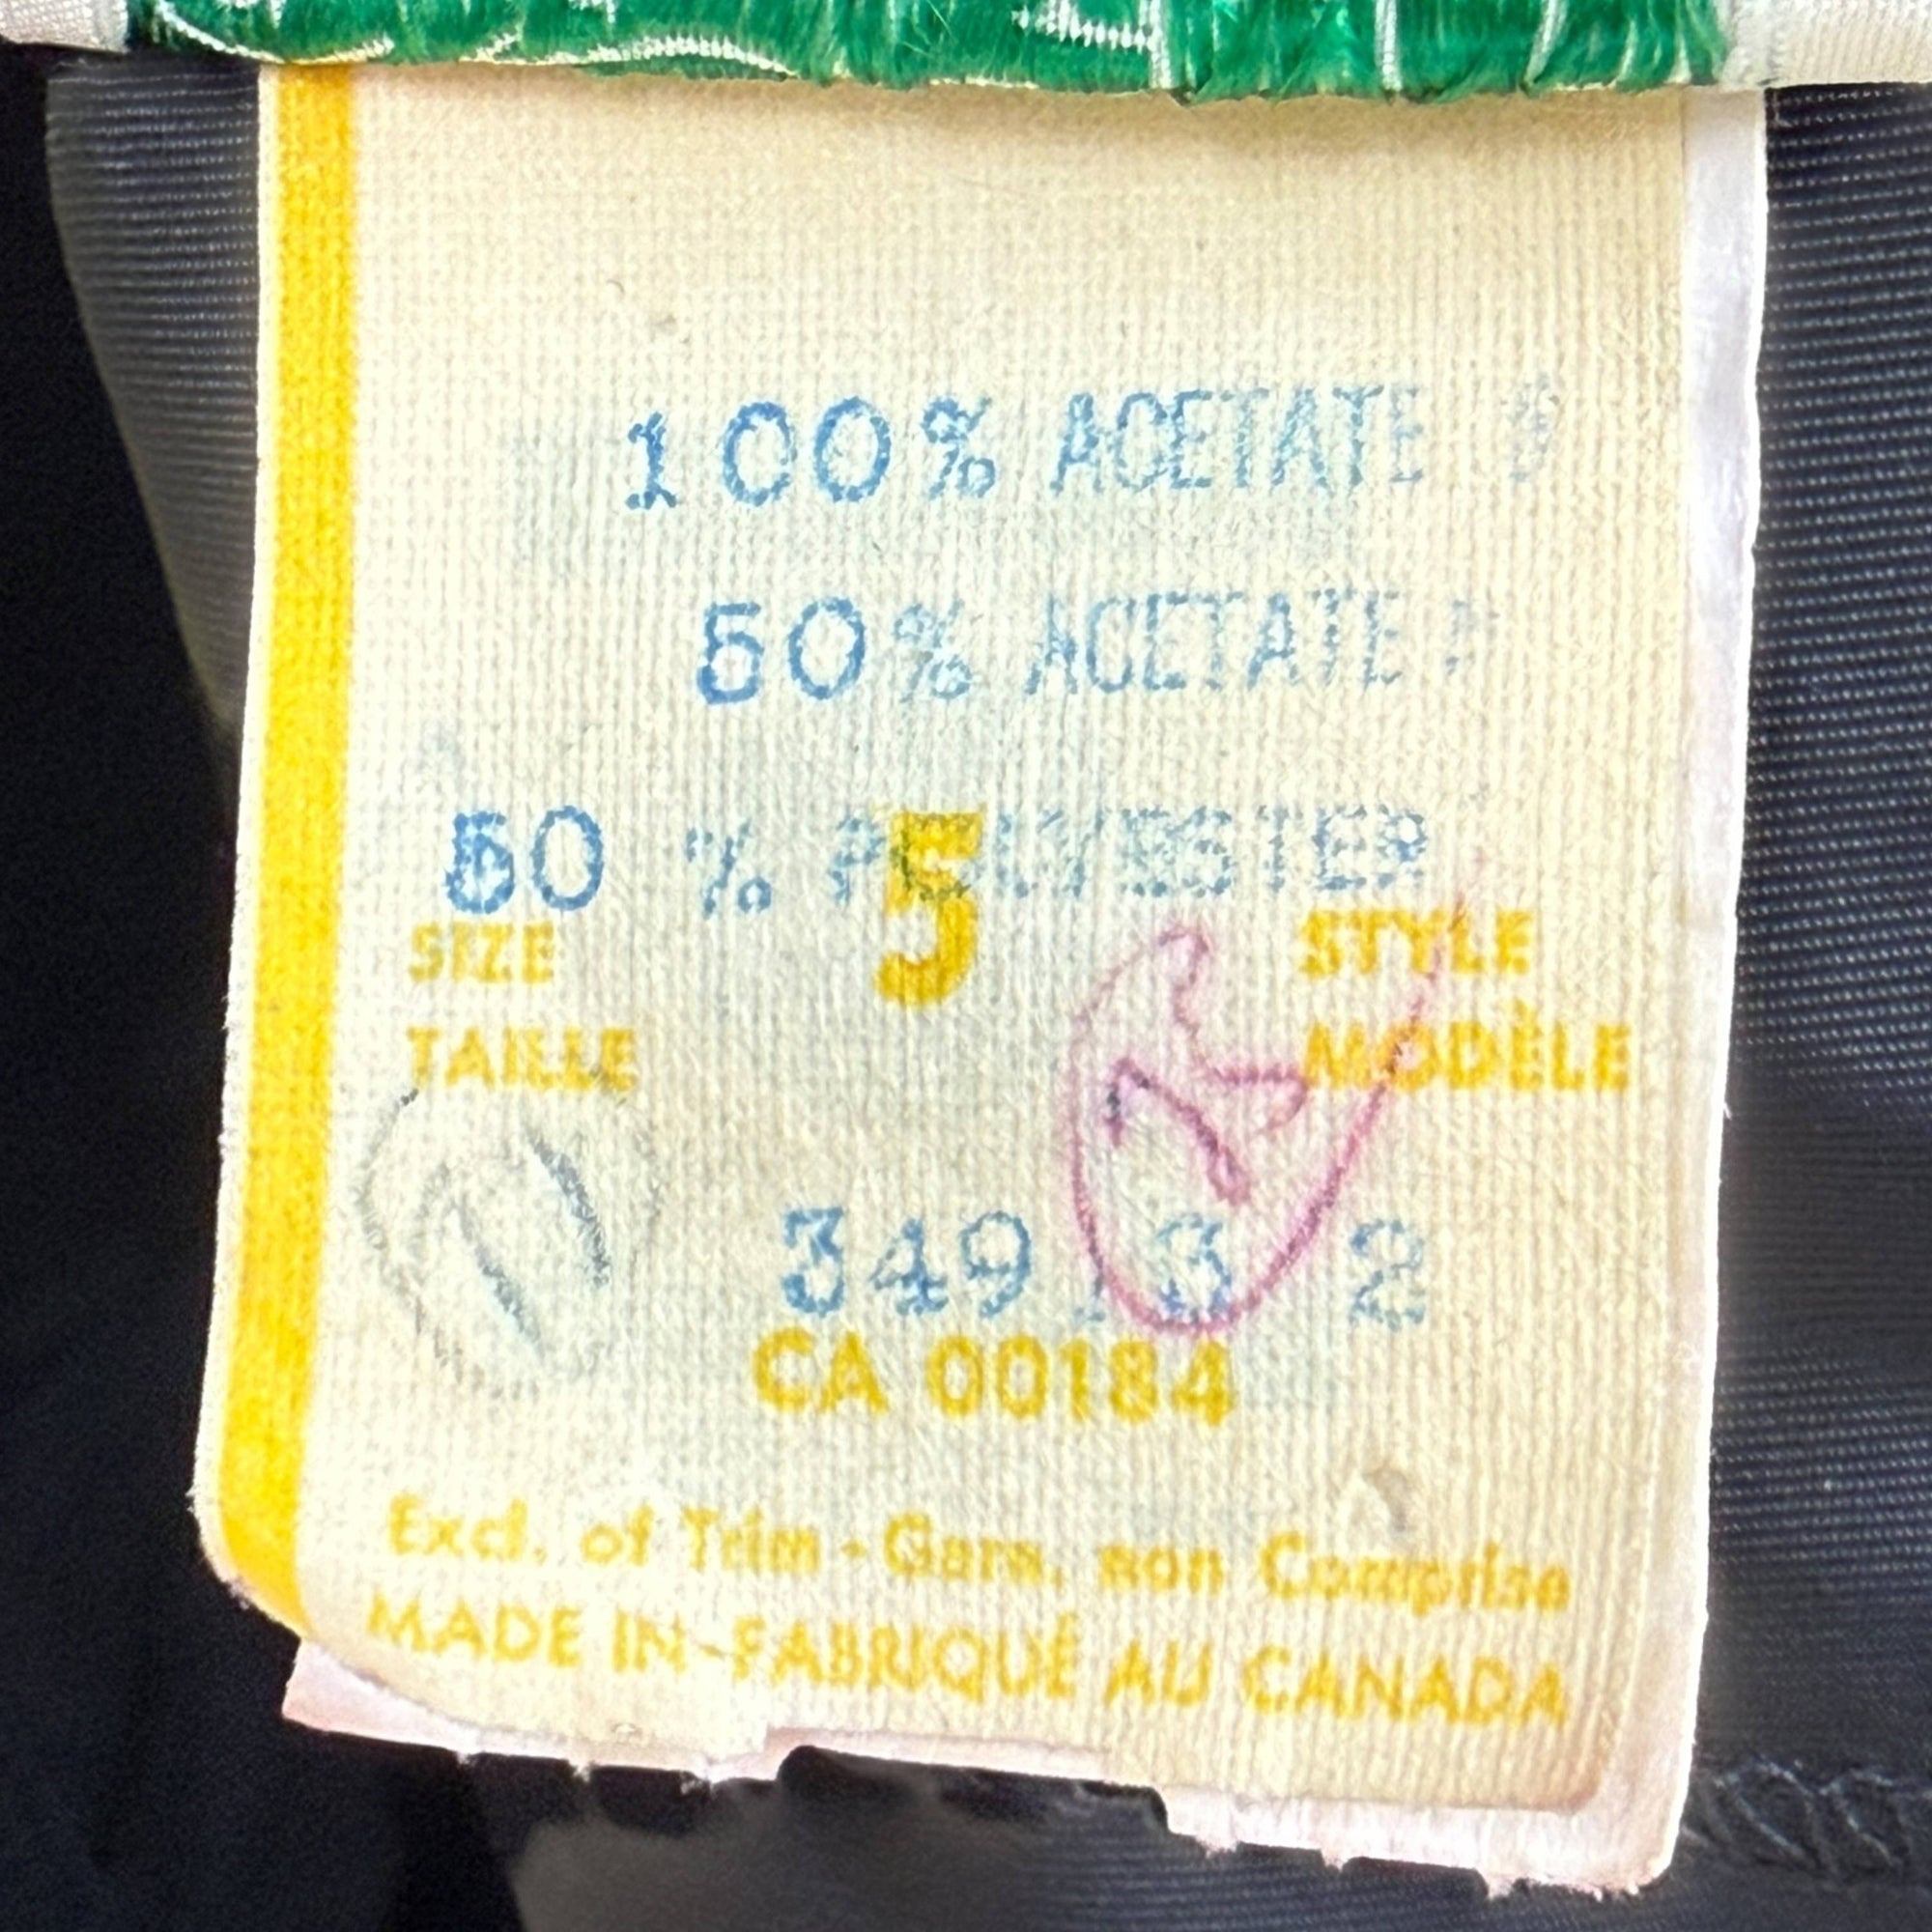 100% ACETATE
50% ACETATE
50 % POLYESTER
5
SIZE
TAILLE
STYLE
MODÈLE
349 3 2
CA 00184
Excl. of Trim - Garn. non Comprise
MADE IN - FABRIQUÉ AU CANADA